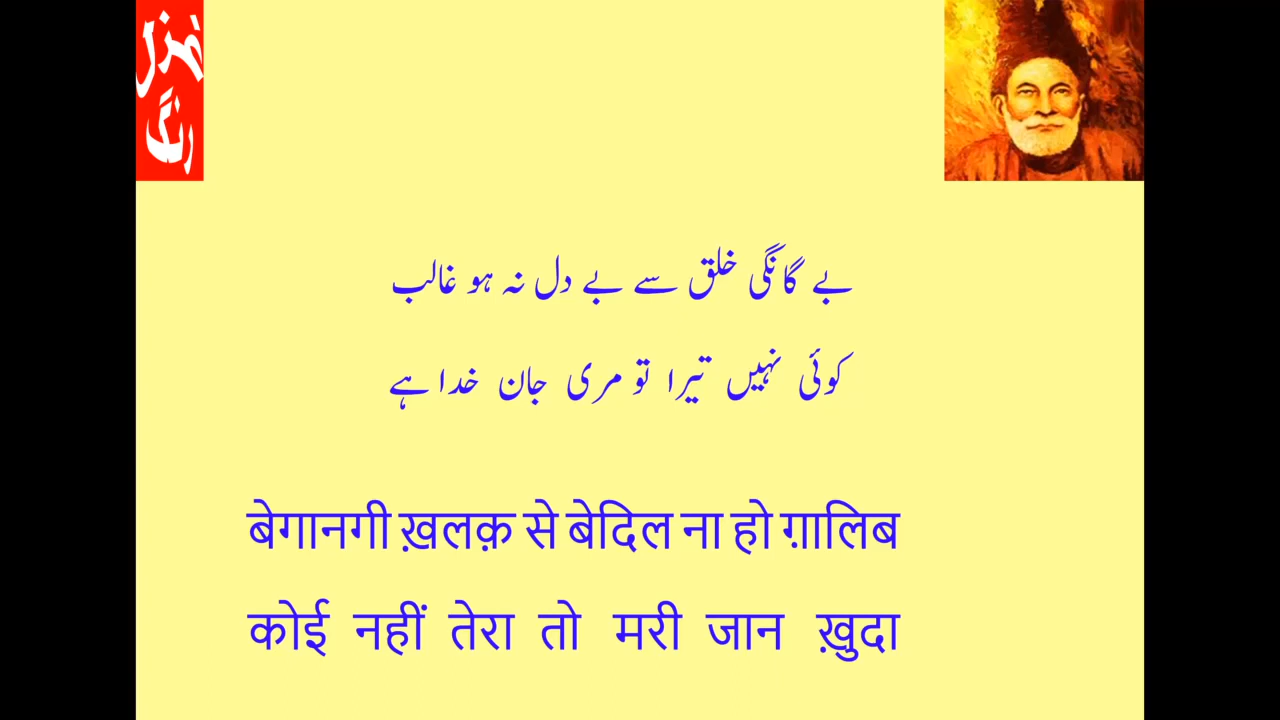 غزل
رنگ
بے گانگی خلق سے بے دل نہ ہو غالب
کوئی نہیں تیرا تو مری جان خدا ہے
बेगानगी ख़लक़ से बेदिल ना हो ग़ालिब
कोई नहीं तेरा तो मरी जान ख़ुदा